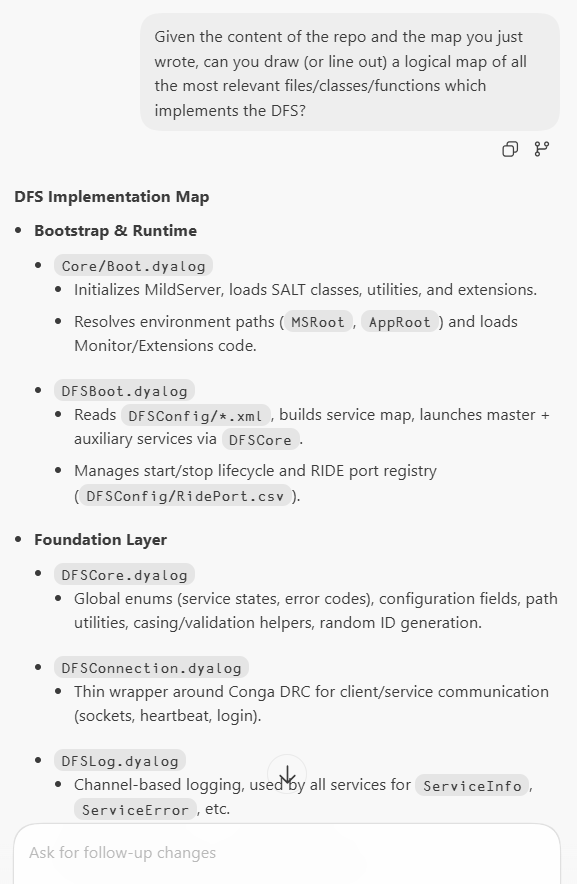 Given the content of the repo and the map you just
wrote, can you draw (or line out) a logical map of all
the most relevant files/classes/functions which
implements the DFS?
DFS Implementation Map
• Bootstrap & Runtime
• Core/Boot.dyalog
• Initializes MildServer, loads SALT classes, utilities, and extensions.
• Resolves environment paths (MSRoot, AppRoot) and loads
Monitor/Extensions code.
• DFSBoot.dyalog
• Reads DFSConfig/*.xml, builds service map, launches master +
auxiliary services via DFSCore.
• Manages start/stop lifecycle and RIDE port registry
(DFSConfig/RidePort.csv).
• Foundation Layer
• DFSCore.dyalog
• Global enums (service states, error codes), configuration fields, path
utilities, casing/validation helpers, random ID generation.
• DFSConnection.dyalog
• Thin wrapper around Conga DRC for client/service communication
(sockets, heartbeat, login).
• DFSLog.dyalog
• Channel-based logging, used by all services for ServiceInfo,
ServiceError, etc.
Ask for follow-up changes